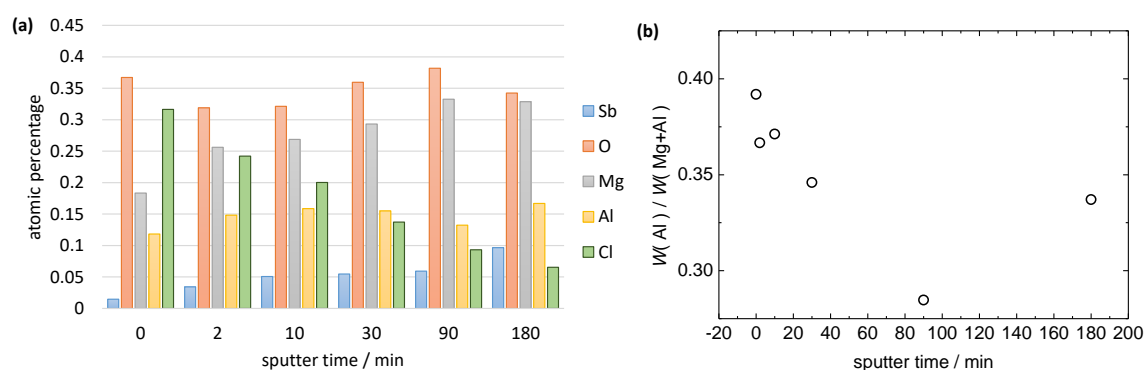 (a)
atomic percentage
0.45
0.4
0.35
0.3
0.25
0.2
0.15
0.1
0.05
0
0 2 10 30 90 180
sputter time / min
Sb
O
Mg
Al
Cl
(b)
W( Al ) / W( Mg+Al )
0.40
0.30
-20 0 20 40 60 80 100 120 140 160 180 200
sputter time / min